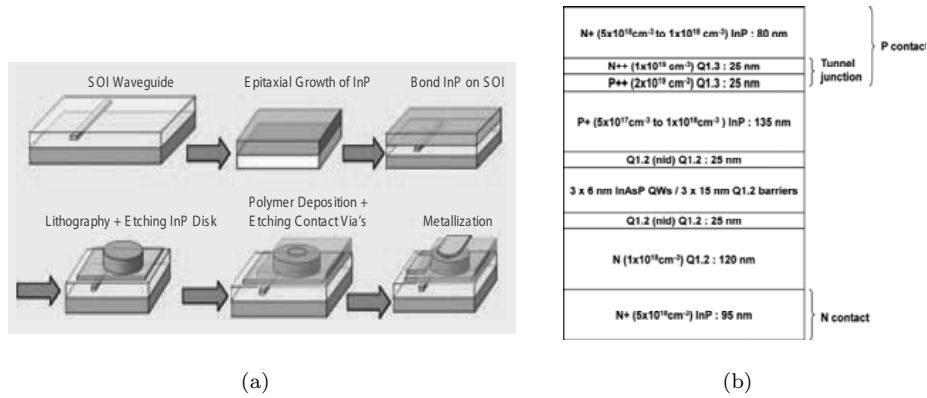 SOI Waveguide
Epitaxial Growth of InP
Bond InP on SOI
Lithography + Etching InP Disk
Polymer Deposition +
Etching Contact Via's
Metallization
(a)
N+ (5x10¹⁸cm⁻³ to 1x10¹⁸ cm⁻³) InP : 80 nm
N++ (1x10¹⁹ cm⁻³) Q1.3 : 25 nm
P++ (2x10¹⁹ cm⁻³) Q1.3 : 25 nm
Tunnel
junction
P contact
P+ (5x10¹⁷cm⁻³ to 1x10¹⁸cm⁻³ ) InP : 135 nm
Q1.2 (nid) Q1.2 : 25 nm
3 x 6 nm InAsP QWs / 3 x 15 nm Q1.2 barriers
Q1.2 (nid) Q1.2 : 25 nm
N (1x10¹⁸cm⁻³) Q1.2 : 120 nm
N+ (5x10¹⁸cm⁻³) InP : 95 nm
N contact
(b)